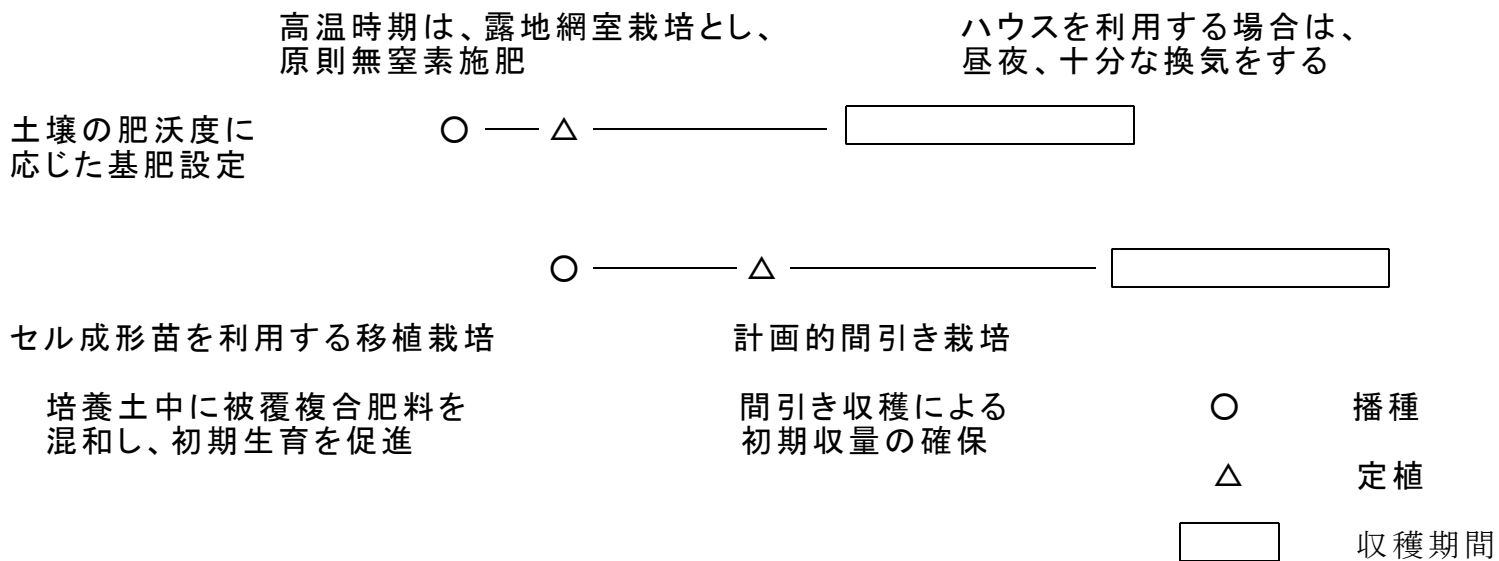 高温時期は、露地網室栽培とし、
原則無窒素施肥
ハウスを利用する場合は、
昼夜、十分な換気をする
土壌の肥沃度に
応じた基肥設定
セル成形苗を利用する移植栽培
培養土中に被覆複合肥料を
混和し、初期生育を促進
計画的間引き栽培
間引き収穫による
初期収量の確保
○ 播種
△ 定植
収穫期間